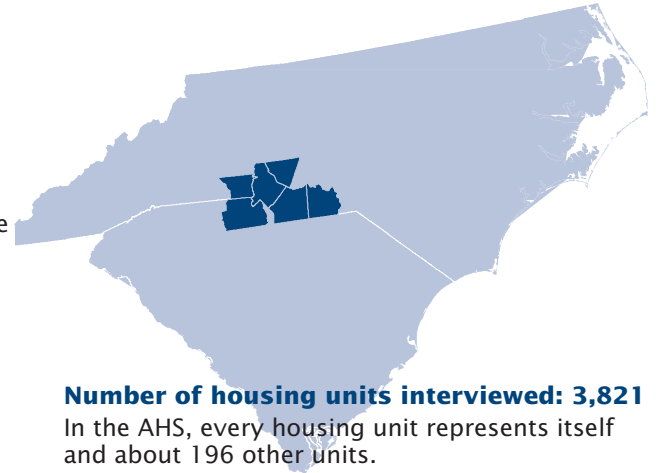 e
Number of housing units interviewed: 3,821
In the AHS, every housing unit represents itself
and about 196 other units.